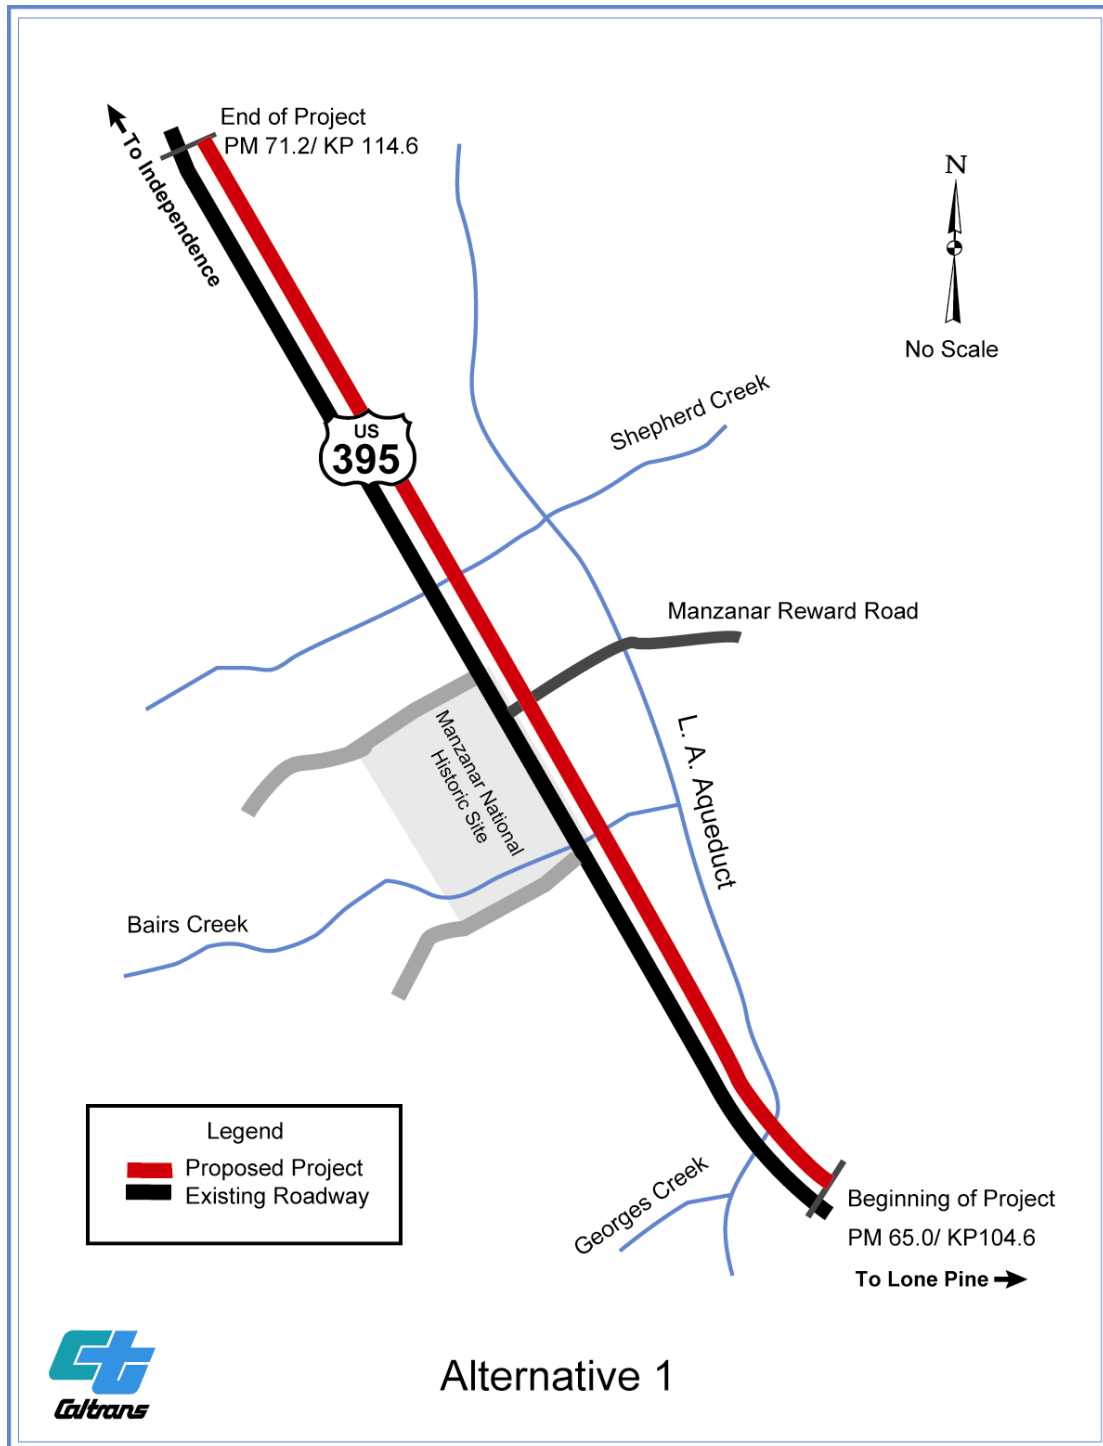 End of Project
PM 71.2/ KP 114.6
To Independence
N
No Scale
Shepherd Creek
US
395
Manzanar Reward Road
Manzanar National
Historic Site
L. A. Aqueduct
Bairs Creek
Legend
Proposed Project
Existing Roadway
Georges Creek
Beginning of Project
PM 65.0/ KP104.6
To Lone Pine
Alternative 1
ct
Caltrans